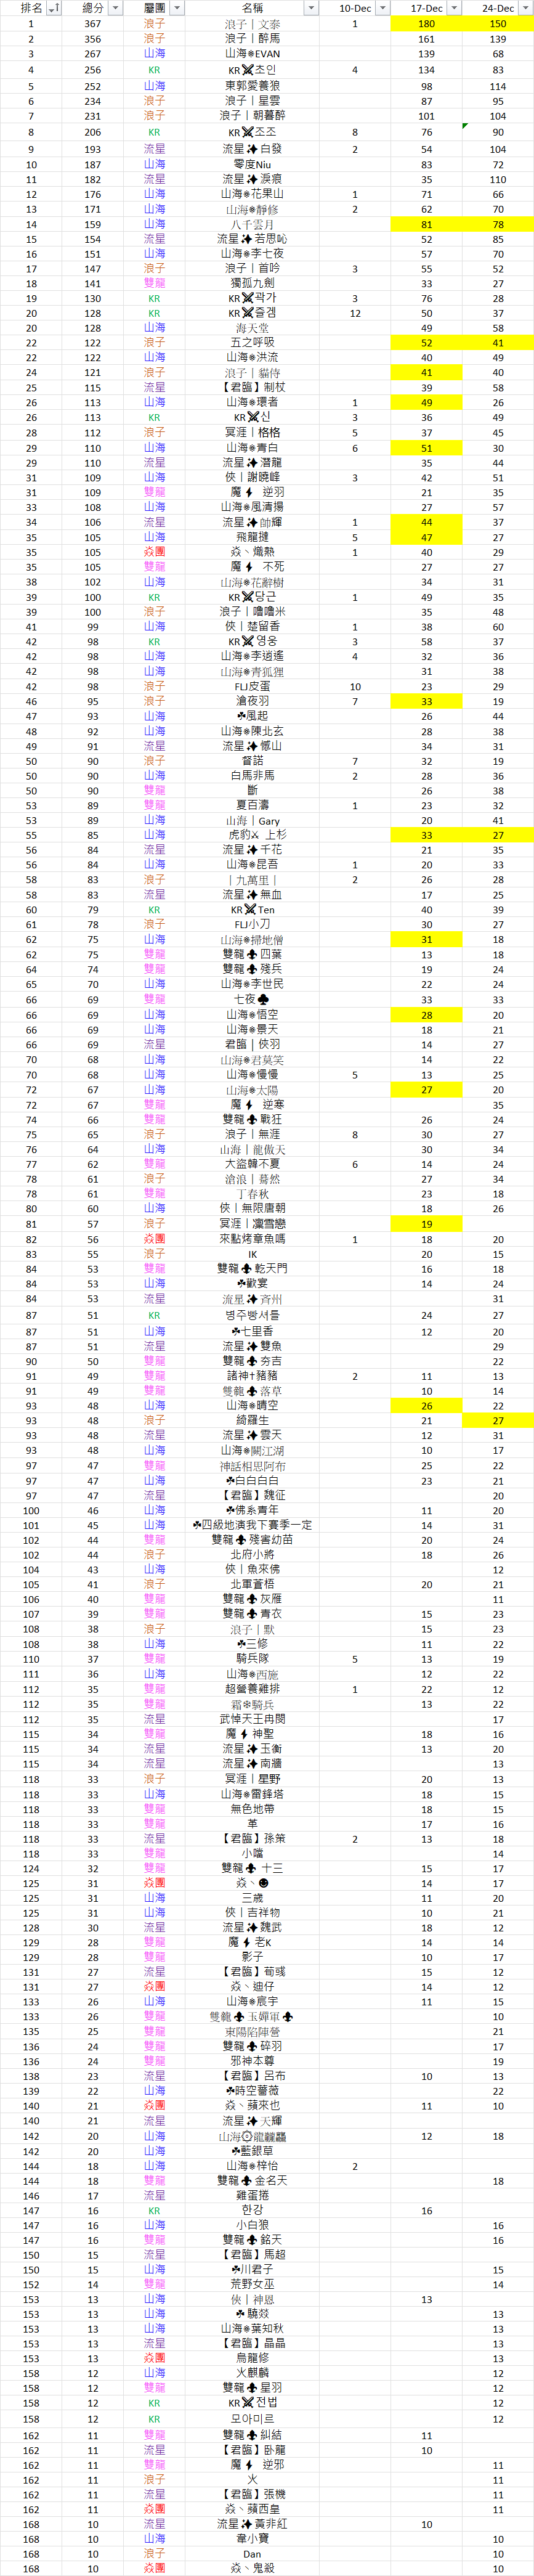 排名 總分 屬團 名稱 10-Dec 17-Dec 24-Dec
1 367 浪子 浪子丨文泰 1 180 150
2 356 浪子 浪子丨醉馬 161 139
3 267 山海 山海※EVAN 139 68
4 256 KR KR⚔초인 4 134 83
5 252 山海 東郭愛養狼 98 114
6 234 浪子 浪子丨星雲 87 95
7 231 浪子 浪子丨朝暮醉 101 104
8 206 KR KR⚔조조 8 76 90
9 193 流星 流星✦白發 2 54 104
10 187 山海 零度Niu 83 72
11 182 流星 流星✦淚痕 35 110
12 176 山海 山海※花果山 1 71 66
13 171 山海 山海※靜修 2 62 70
14 159 山海 八千雲月 81 78
15 154 流星 流星✦若思吣 52 85
16 151 山海 山海※李七夜 57 70
17 147 浪子 浪子丨首吟 3 55 52
18 141 雙龍 獨孤九劍 33 27
19 130 KR KR⚔곽가 3 76 28
20 128 KR KR⚔쥴겜 12 50 37
20 128 山海 海天堂 49 58
22 122 浪子 五之呼吸 52 41
22 122 山海 山海※洪流 40 49
24 121 浪子 浪子丨貓侍 41 40
25 115 流星 【君臨】制杖 39 58
26 113 山海 山海※環者 1 49 26
26 113 KR KR⚔신 3 36 49
28 112 浪子 冥涯丨格格 5 37 45
29 110 山海 山海※青白 6 51 30
29 110 流星 流星✦潛龍 35 44
31 109 山海 俠丨謝曉峰 3 42 51
31 109 雙龍 魔⚡ 逆羽 21 35
33 108 山海 山海※風清揚 27 57
34 106 流星 流星✦帥輝 1 44 37
35 105 山海 飛龍撻 5 47 27
35 105 焱團 焱丶熾熱 1 40 29
35 105 雙龍 魔⚡ 不死 27 27
38 102 山海 山海※花辭樹 34 31
39 100 KR KR⚔당근 1 49 35
39 100 浪子 浪子丨嚕嚕米 35 48
41 99 山海 俠丨楚留香 1 38 60
42 98 KR KR⚔영웅 3 58 37
42 98 山海 山海※李逍遙 4 32 36
42 98 山海 山海※青狐狸 31 38
42 98 浪子 FLJ皮蛋 10 23 29
46 95 浪子 滄夜羽 7 33 19
47 93 山海 ☘風起 26 44
48 92 山海 山海※陳北玄 28 38
49 91 流星 流星✦憾山 34 31
50 90 浪子 督諾 7 32 19
50 90 山海 白馬非馬 2 28 36
50 90 雙龍 斷 26 38
53 89 雙龍 夏百濤 1 23 32
53 89 山海 山海丨Gary 20 41
55 85 山海 虎豹⚔ 上杉 33 27
56 84 流星 流星✦千花 21 35
56 84 山海 山海※昆吾 1 20 33
58 83 浪子 丨九萬里丨 2 26 28
58 83 流星 流星✦無血 17 25
60 79 KR KR⚔Ten 40 39
61 78 浪子 FLJ小刀 30 27
62 75 山海 山海※掃地僧 31 18
62 75 雙龍 雙龍⚜四葉 13 18
64 74 雙龍 雙龍⚜殘兵 19 24
65 70 山海 山海※李世民 22 24
66 69 雙龍 七夜♣ 33 33
66 69 山海 山海※悟空 28 20
66 69 山海 山海※景天 18 21
66 69 流星 君臨｜俠羽 14 27
70 68 山海 山海※君莫笑 14 22
70 68 山海 山海※慢慢 5 13 25
72 67 山海 山海※太陽 27 20
72 67 雙龍 魔⚡ 逆寒 35
74 66 雙龍 雙龍⚜戰狂 26 24
75 65 浪子 浪子丨無涯 8 30 27
76 64 山海 山海丨龍傲天 30 34
77 62 雙龍 大盜韓不夏 6 14 24
78 61 浪子 滄浪丨蕩然 27 34
78 61 雙龍 丁春秋 23 18
80 60 山海 俠丨無限唐朝 18 26
81 57 浪子 冥涯丨凜雪戀 19
82 56 焱團 來點烤章魚嗎 1 18 20
83 55 浪子 IK 20 15
84 53 雙龍 雙龍⚜乾天門 16 18
84 53 山海 ☘歡宴 14 24
84 53 流星 流星✦斉州 31
87 51 KR 병주빵셔틀 24 27
87 51 山海 ☘七里香 12 20
87 51 流星 流星✦雙魚 29
90 50 雙龍 雙龍⚜夯吉 22
91 49 雙龍 諸神†豬豬 2 11 13
91 49 雙龍 雙龍⚜落草 10 14
93 48 山海 山海※晴空 26 22
93 48 浪子 綺羅生 21 27
93 48 流星 流星✦雲天 12 31
93 48 山海 山海※闖江湖 10 17
97 47 雙龍 神話相思阿布 25 22
97 47 山海 ☘白白白白 23 21
97 47 流星 【君臨】魏征 20
100 46 山海 ☘佛系青年 11 20
101 45 山海 ☘四級地演我下賽季一定 14 31
102 44 雙龍 雙龍⚜殘害幼苗 20 24
102 44 浪子 北府小將 18 26
104 43 山海 俠丨魚來佛 12
105 41 浪子 北軍蒼梧 20 21
106 40 雙龍 雙龍⚜灰雁 11
107 39 雙龍 雙龍⚜青衣 15 23
108 38 浪子 浪子丨默 15 23
108 38 山海 ☘三修 11 22
110 37 雙龍 騎兵隊 5 13 19
111 36 山海 山海※西施 12 22
112 35 雙龍 超營養雞排 1 22 12
112 35 雙龍 霜❄騎兵 13 22
112 35 流星 武悼天王冉閔 17
115 34 雙龍 魔⚡神聖 18 16
115 34 流星 流星✦玉衡 13 20
115 34 流星 流星✦南牆 13
118 33 浪子 冥涯丨星野 20 13
118 33 山海 山海※雷鋒塔 18 15
118 33 雙龍 無色地帶 18 15
118 33 雙龍 革 17 16
118 33 流星 【君臨】孫策 2 13 18
118 33 雙龍 小噹 14
124 32 雙龍 雙龍⚜ 十三 15 17
125 31 焱團 焱丶☻ 14 17
125 31 山海 三歲 11 20
125 31 山海 俠丨吉祥物 10 21
128 30 流星 流星✦魏武 18 12
129 28 雙龍 魔⚡老K 14 14
129 28 雙龍 影子 10 17
131 27 流星 【君臨】荀彧 15 12
131 27 焱團 焱丶迪仔 14 12
133 26 山海 山海※宸宇 11 15
133 26 雙龍 雙龍⚜玉嬋軍⚜ 10
135 25 雙龍 東陽陷陣營 21
136 24 雙龍 雙龍⚜碎羽 17
136 24 雙龍 邪神本尊 19
138 23 流星 【君臨】呂布 10 13
139 22 山海 ☘時空薔薇 22
140 21 焱團 焱丶蘋來也 11 10
140 21 流星 流星✦天輝 11
142 20 山海 山海۞龍龖龘 12 18
142 20 山海 ☘藍銀草
144 18 山海 山海※梓怡 2
144 18 雙龍 雙龍⚜金名天 18
146 17 流星 雞蛋捲
147 16 KR 한강 16
147 16 山海 小白狼 16
147 16 雙龍 雙龍⚜銘天 16
150 15 流星 【君臨】馬超
150 15 山海 ☘川君子 15
152 14 雙龍 荒野女巫 14
153 13 山海 俠丨神恩 13
153 13 山海 ☘驍燚 13
153 13 山海 山海※葉知秋 13
153 13 流星 【君臨】晶晶 13
153 13 焱團 烏龍修 13
158 12 山海 火麒麟 12
158 12 雙龍 雙龍⚜星羽 12
158 12 KR KR⚔전법 12
158 12 KR 모아미르 12
162 11 雙龍 雙龍⚜糾結 11
162 11 流星 【君臨】卧龍 10
162 11 雙龍 魔⚡ 逆邪 11
162 11 浪子 火 11
162 11 流星 【君臨】張機 11
162 11 焱團 焱丶蘋西皇 11
168 10 流星 流星✦黃非紅 10
168 10 山海 韋小寶 10
168 10 浪子 Dan 10
168 10 焱團 焱丶鬼殺 10